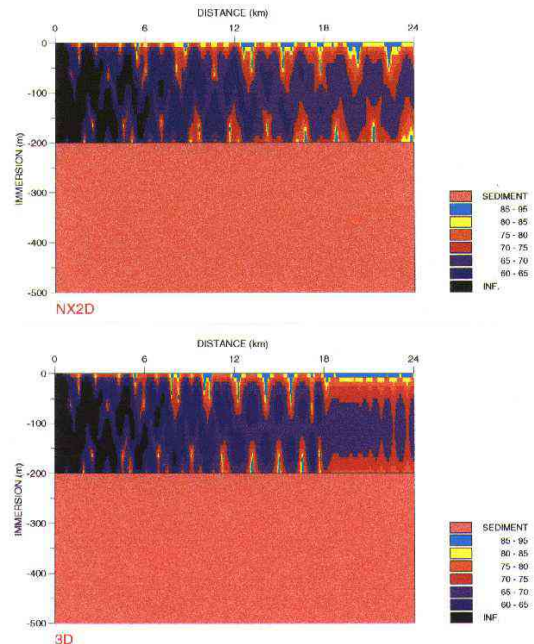 DISTANCE (km)
0 6 12 18 24
IMMERSION (m)
0
-100
-200
-300
-400
-500
NX2D
SEDIMENT
85 - 95
80 - 85
75 - 80
70 - 75
65 - 70
60 - 65
INF.
DISTANCE (km)
0 6 12 18 24
IMMERSION (m)
0
-100
-200
-300
-400
-500
3D
SEDIMENT
85 - 95
80 - 85
75 - 80
70 - 75
65 - 70
60 - 65
INF.